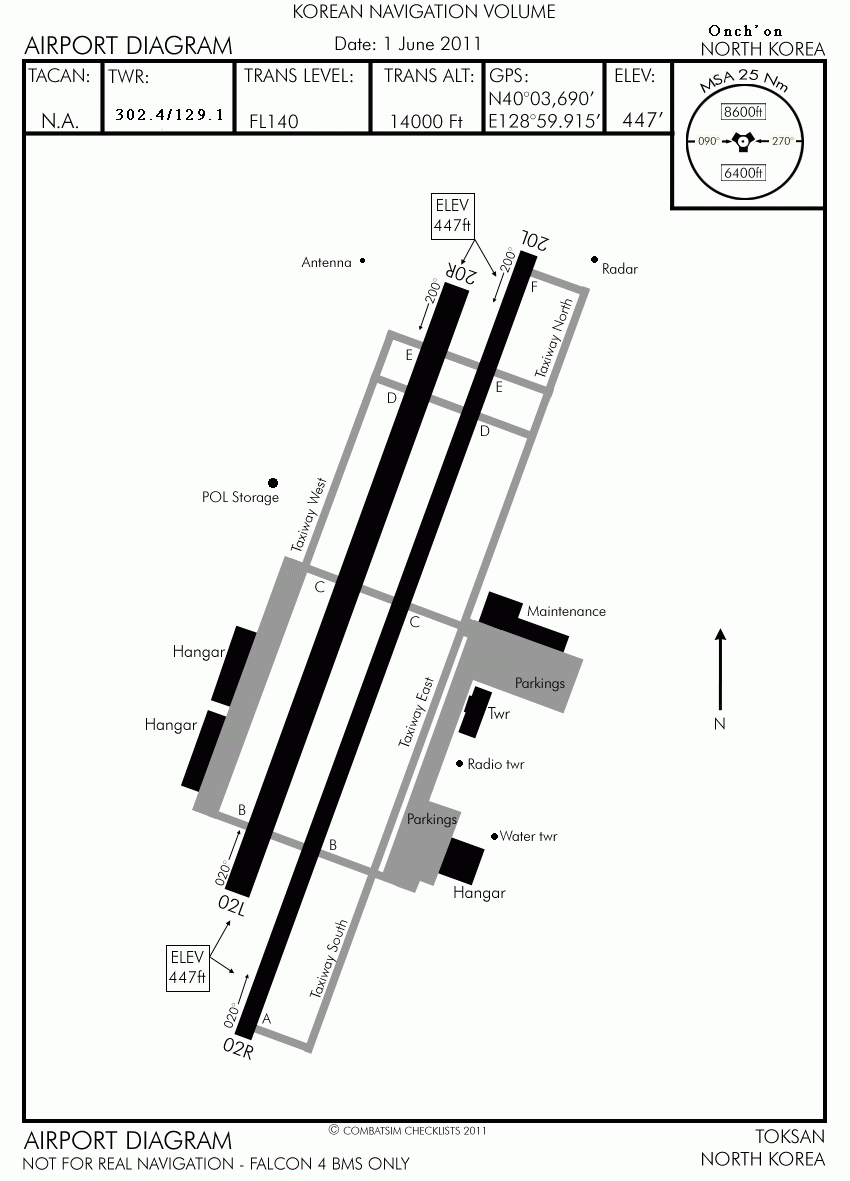 KOREAN NAVIGATION VOLUME
AIRPORT DIAGRAM
Date: 1 June 2011
Onch'on
NORTH KOREA
TACAN:
N.A.
TWR:
302.4/129.1
TRANS LEVEL:
FL140
TRANS ALT:
14000 Ft
GPS:
N40°03,690'
E128°59.915'
ELEV:
447'
MSA 25 Nm
8600ft
090°
270°
6400ft
ELEV
447ft
20L
200°
20R
200°
Antenna
Radar
F
Taxiway North
E
E
D
D
POL Storage
Taxiway West
C
C
Maintenance
Hangar
Parkings
Hangar
Taxiway East
Twr
Radio twr
B
B
Parkings
Water twr
Hangar
020°
02L
ELEV
447ft
Taxiway South
020°
A
02R
N
© COMBATSIM CHECKLISTS 2011
AIRPORT DIAGRAM
TOKSAN
NOT FOR REAL NAVIGATION - FALCON 4 BMS ONLY
NORTH KOREA